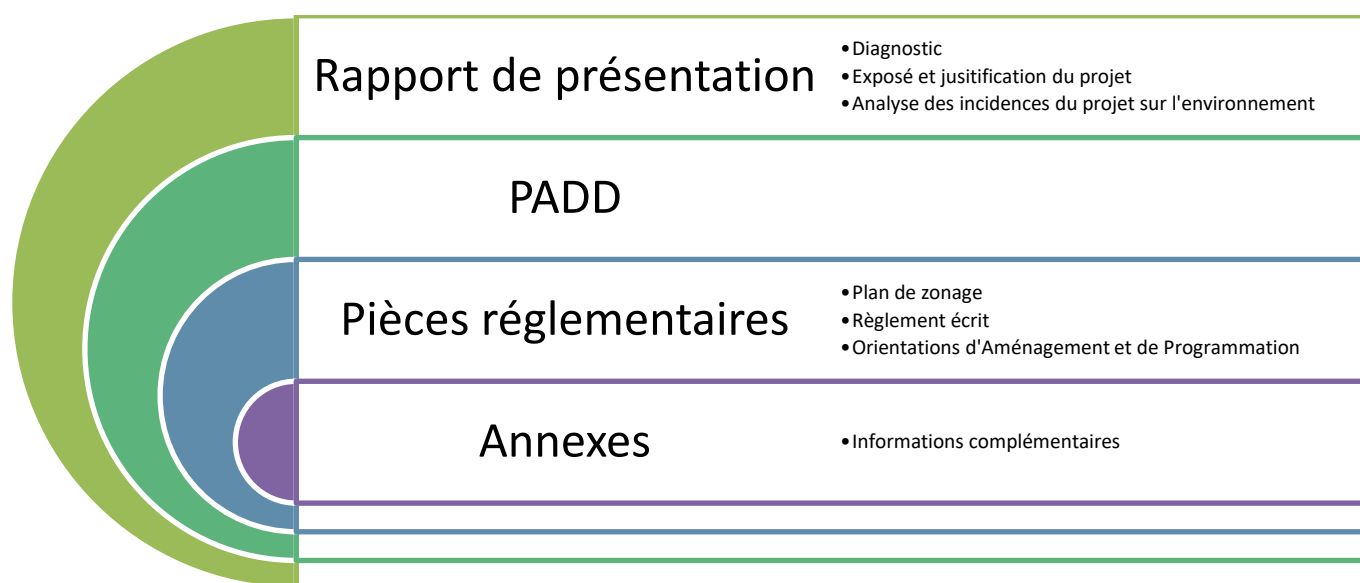 Rapport de présentation
•Diagnostic
•Exposé et jusitification du projet
•Analyse des incidences du projet sur l'environnement
PADD
Pièces réglementaires
•Plan de zonage
•Règlement écrit
•Orientations d'Aménagement et de Programmation
Annexes
•Informations complémentaires